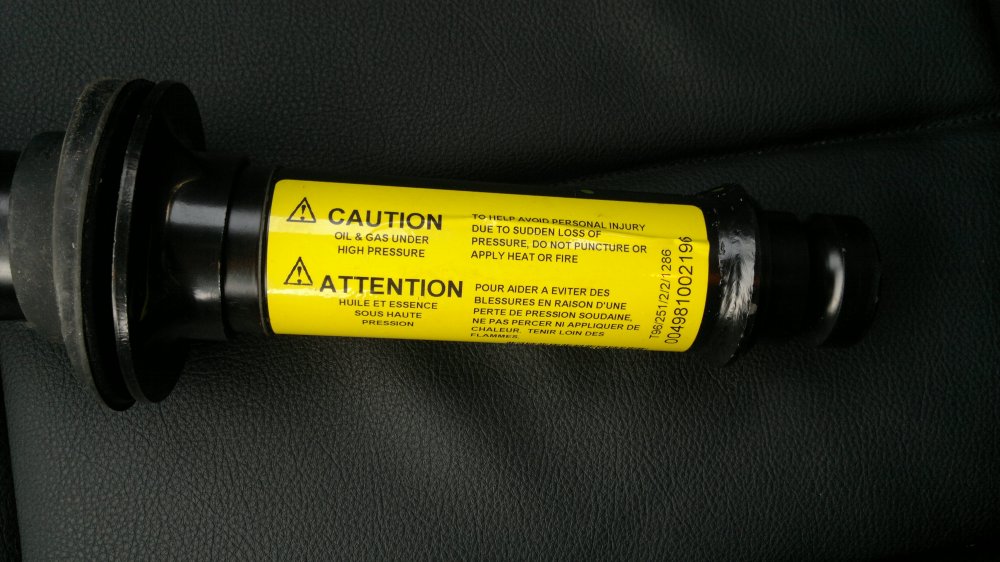 CAUTION
OIL & GAS UNDER
HIGH PRESSURE
TO HELP AVOID PERSONAL INJURY
DUE TO SUDDEN LOSS OF
PRESSURE, DO NOT PUNCTURE OR
APPLY HEAT OR FIRE
ATTENTION
HUILE ET ESSENCE
SOUS HAUTE
PRESSION
POUR AIDER A EVITER DES
BLESSURES EN RAISON D'UNE
PERTE DE PRESSION SOUDAINE,
NE PAS PERCER NI APPLIQUER DE
CHALEUR. TENIR LOIN DES
FLAMMES
T96/251/2/2/1286
004981002196